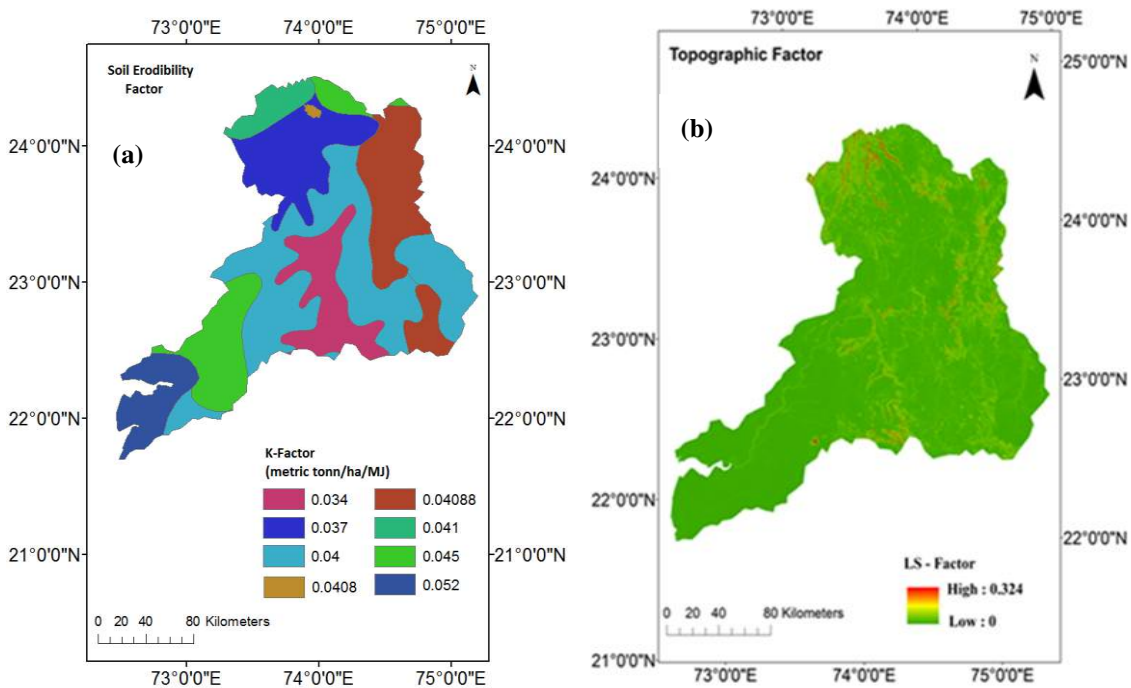 (a)
73°0'0"E 74°0'0"E 75°0'0"E
Soil Erodibility
Factor
N
24°0'0"N 24°0'0"N
23°0'0"N 23°0'0"N
22°0'0"N 22°0'0"N
21°0'0"N 21°0'0"N
K-Factor
(metric tonn/ha/MJ)
0.034 0.04088
0.037 0.041
0.04 0.045
0.0408 0.052
0 20 40 80 Kilometers
73°0'0"E 74°0'0"E 75°0'0"E
73°0'0"E 74°0'0"E 75°0'0"E
Topographic Factor
N
(b)
25°0'0"N
24°0'0"N 24°0'0"N
23°0'0"N 23°0'0"N
22°0'0"N 22°0'0"N
21°0'0"N
LS - Factor
High : 0.324
Low : 0
0 20 40 80 Kilometers
73°0'0"E 74°0'0"E 75°0'0"E